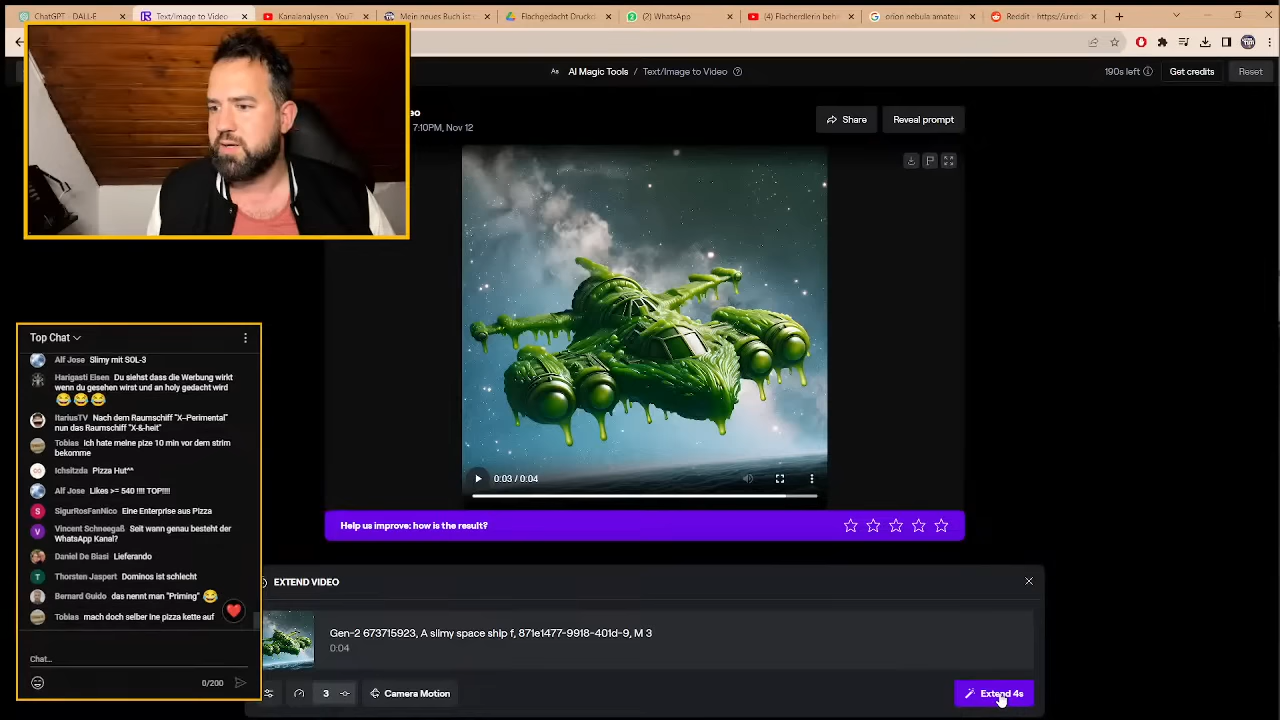 ChatGPT - DALL-E
Text/Image to Video
Kanalanalysen - YouT
Mein neues Buch ist
Flachgedacht Druckd
(2) WhatsApp
(4) Flacherdlerin behi
orion nebula amateu
Reddit - https://i.red
AI Magic Tools / Text/Image to Video
190s left
Get credits
Reset
eo
7:10PM, Nov 12
Share
Reveal prompt
0:03 / 0:04
Help us improve: how is the result?
EXTEND VIDEO
Gen-2 673715923, A slimy space ship f, 871e1477-9918-401d-9, M 3
0:04
3
Camera Motion
Extend 4s
Top Chat
Alf Jose Slimy mit SOL-3
Harigasti Eisen Du siehst dass die Werbung wirkt
wenn du gesehen wirst und an holy gedacht wird
ItariusTV Nach dem Raumschiff "X-Perimental"
nun das Raumschiff "X-&-heit"
Tobias Ich hate meine pize 10 min vor dem strim
bekomme
Ichsitzda Pizza Hut^^
Alf Jose Likes >= 540 !!!! TOP!!!!
S
SigurRosFanNico Eine Enterprise aus Pizza
V
Vincent Schneegaß Seit wann genau besteht der
WhatsApp Kanal?
Daniel De Biasi Lieferando
T
Thorsten Jaspert Dominos ist schlecht
Bernard Guido das nennt man "Priming"
Tobias mach doch selber ine pizza kette auf
Chat...
0/200